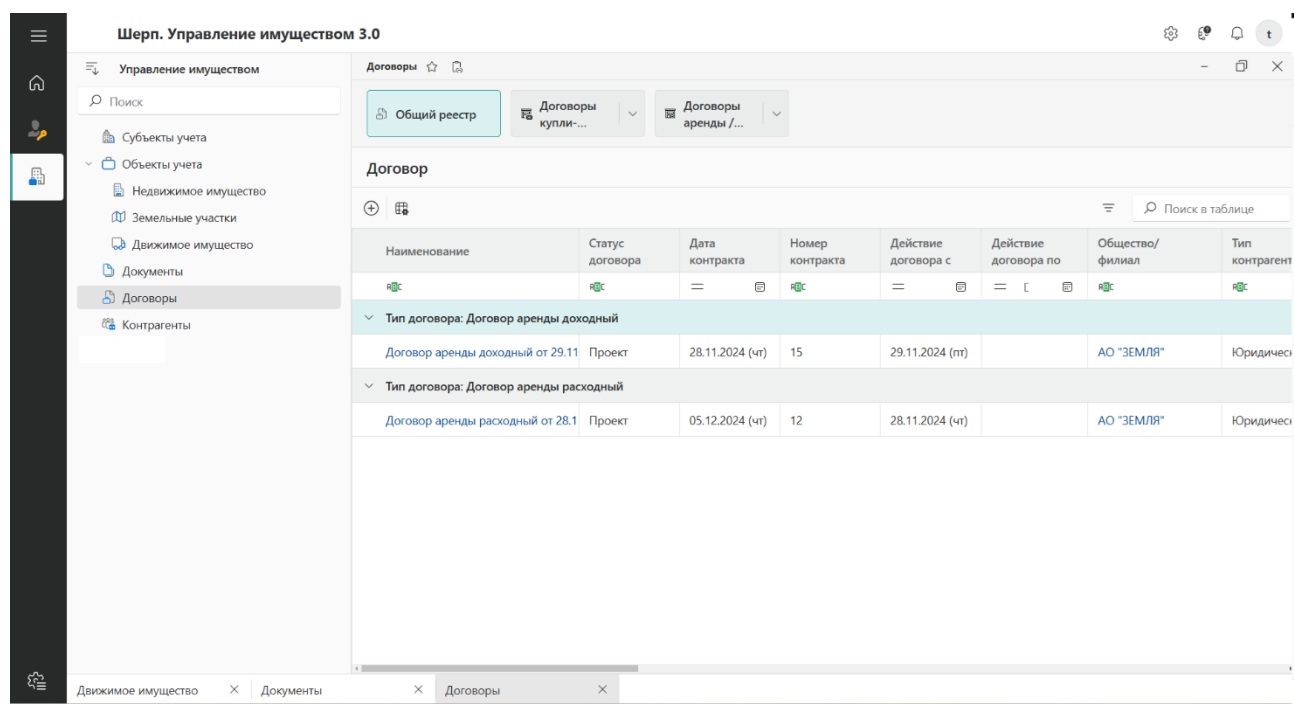 Шерп. Управление имуществом 3.0
t
Управление имуществом
Поиск
Субъекты учета
Объекты учета
Недвижимое имущество
Земельные участки
Движимое имущество
Документы
Договоры
Контрагенты
Договоры
Общий реестр
Договоры
купли-...
Договоры
аренды /...
Договор
Поиск в таблице
Наименование
Статус
договора
Дата
контракта
Номер
контракта
Действие
договора с
Действие
договора по
Общество/
филиал
Тип
контрагент
Тип договора: Договор аренды доходный
Договор аренды доходный от 29.11 Проект 28.11.2024 (чт) 15 29.11.2024 (пт) АО "ЗЕМЛЯ" Юридичес
Тип договора: Договор аренды расходный
Договор аренды расходный от 28.1 Проект 05.12.2024 (чт) 12 28.11.2024 (чт) АО "ЗЕМЛЯ" Юридичес
Движимое имущество
Документы
Договоры